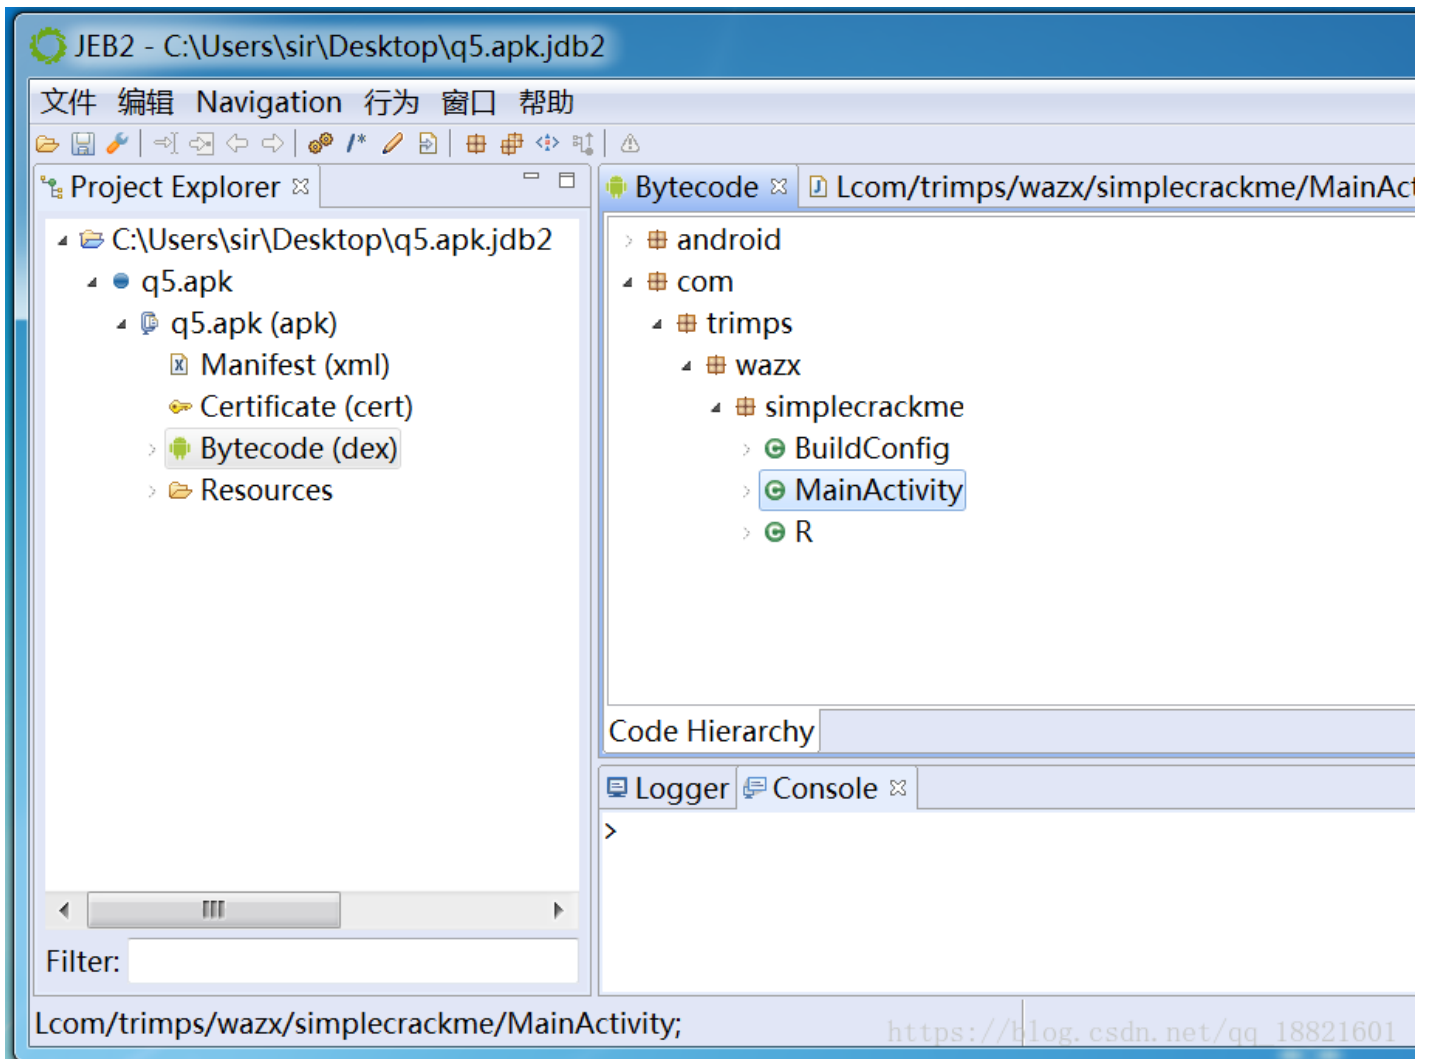 JEB2 - C:\Users\sir\Desktop\q5.apk.jdb2
文件 编辑 Navigation 行为 窗口 帮助
Project Explorer
C:\Users\sir\Desktop\q5.apk.jdb2
q5.apk
q5.apk (apk)
Manifest (xml)
Certificate (cert)
Bytecode (dex)
Resources
Filter:
Bytecode Lcom/trimps/wazx/simplecrackme/MainAct
android
com
trimps
wazx
simplecrackme
BuildConfig
MainActivity
R
Code Hierarchy
Logger Console
>
Lcom/trimps/wazx/simplecrackme/MainActivity;
https://blog.csdn.net/qq_18821601